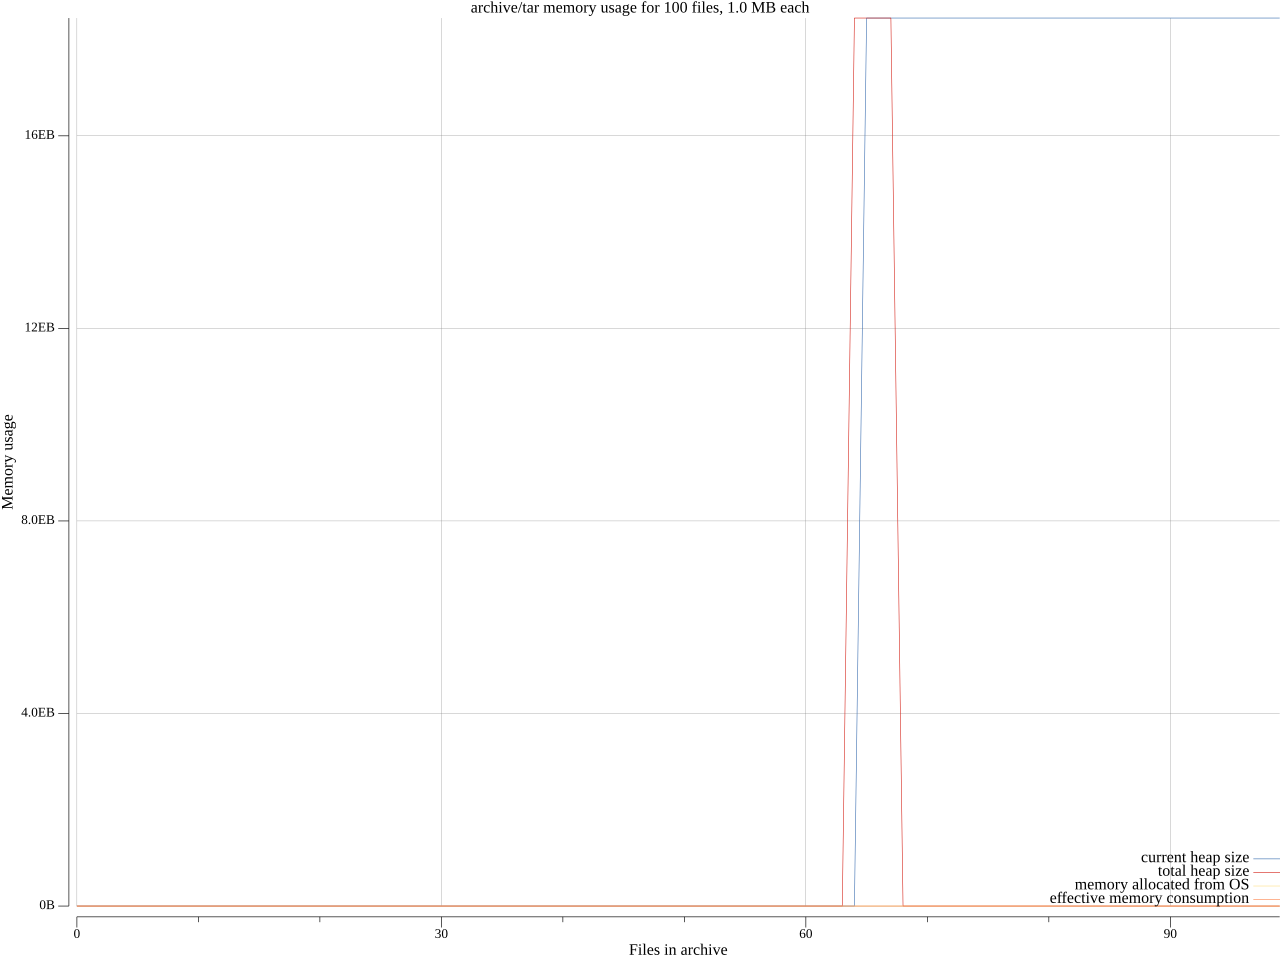 archive/tar memory usage for 100 files, 1.0 MB each
16EB
12EB
8.0EB
4.0EB
0B
Memory usage
current heap size
total heap size
memory allocated from OS
effective memory consumption
0
30
60
90
Files in archive